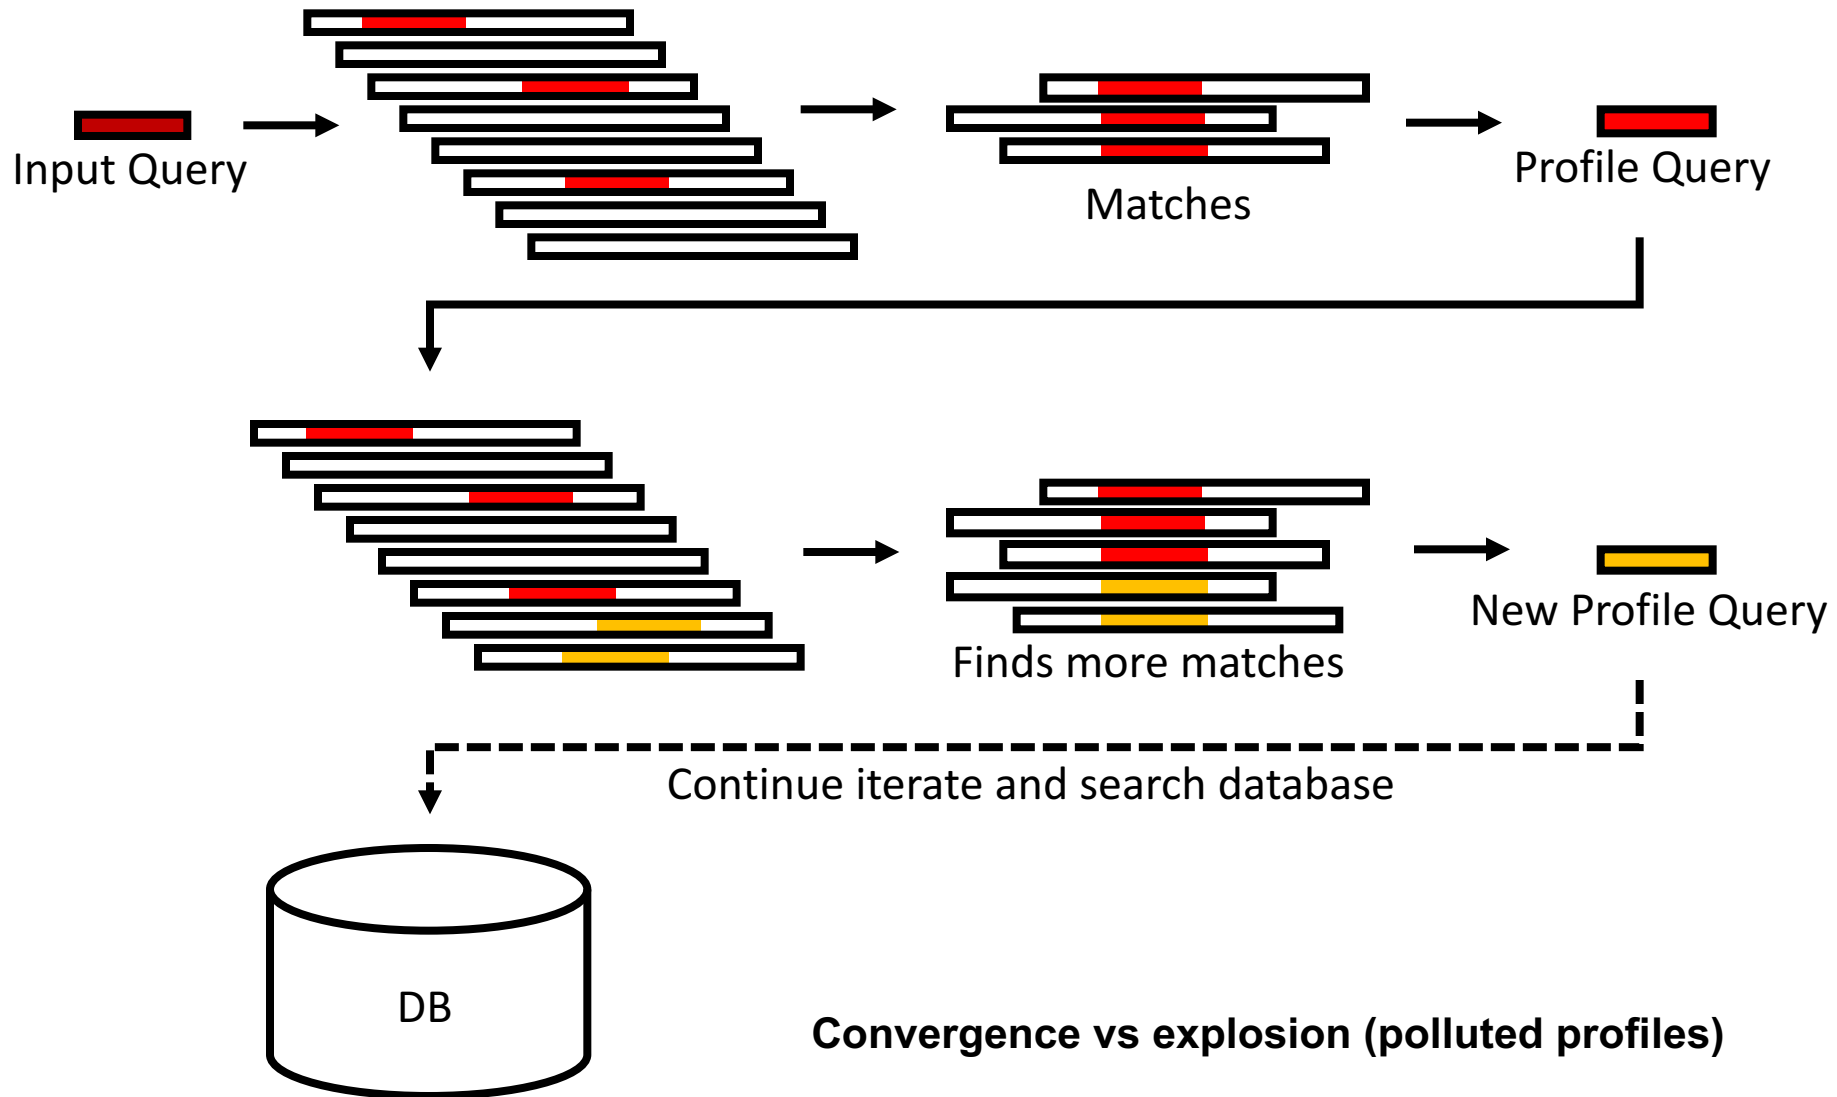 Input Query
Matches
Profile Query
Finds more matches
New Profile Query
Continue iterate and search database
DB
Convergence vs explosion (polluted profiles)